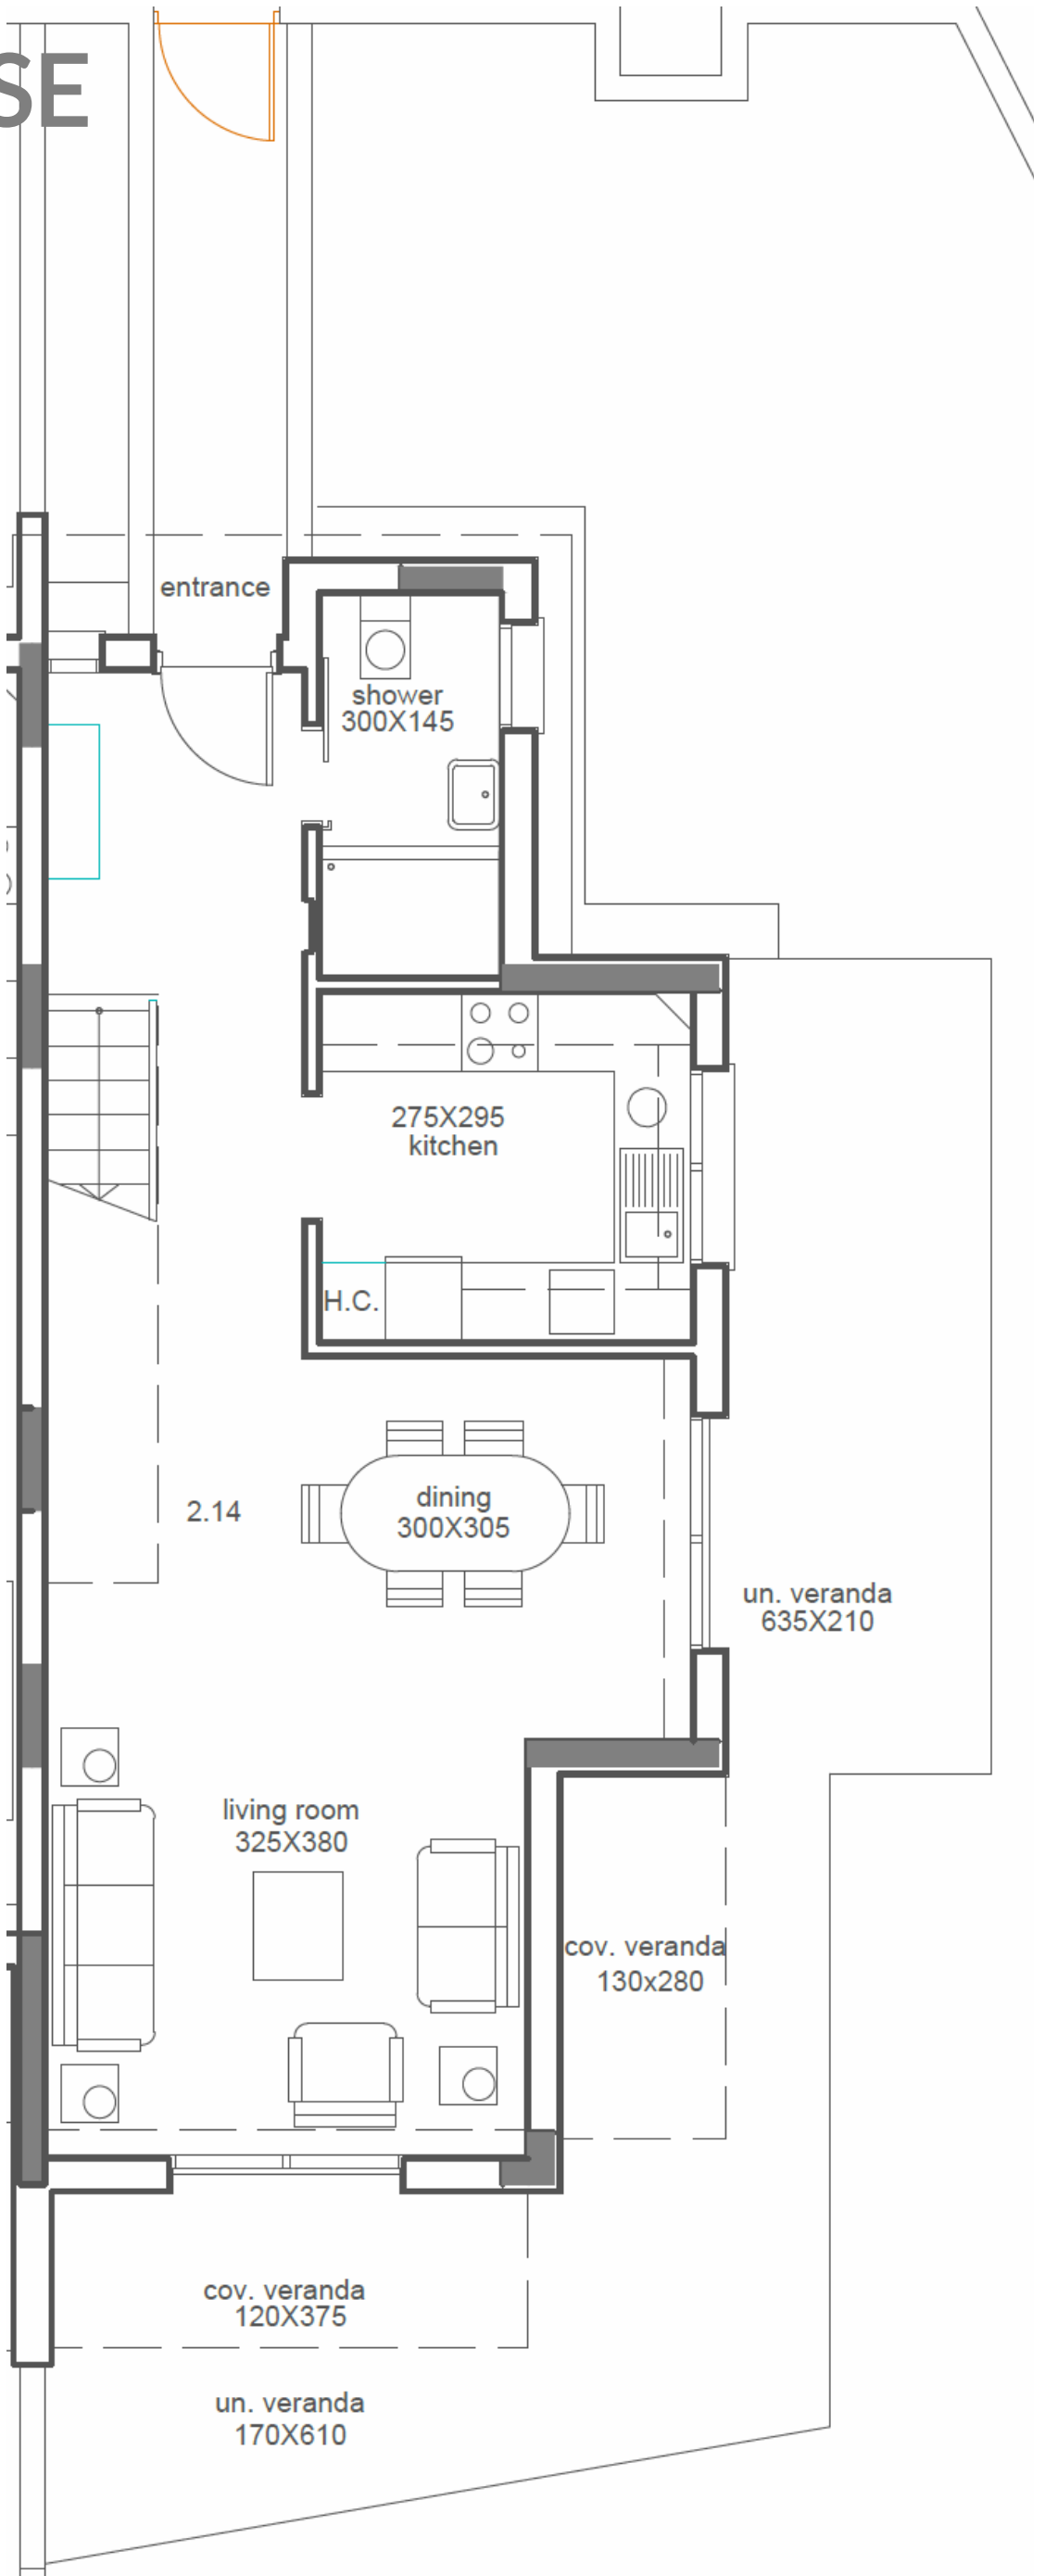 SE
entrance
shower
300X145
275X295
kitchen
H.C.
dining
300X305
2.14
un. veranda
635X210
living room
325X380
cov. veranda
130x280
cov. veranda
120X375
un. veranda
170X610